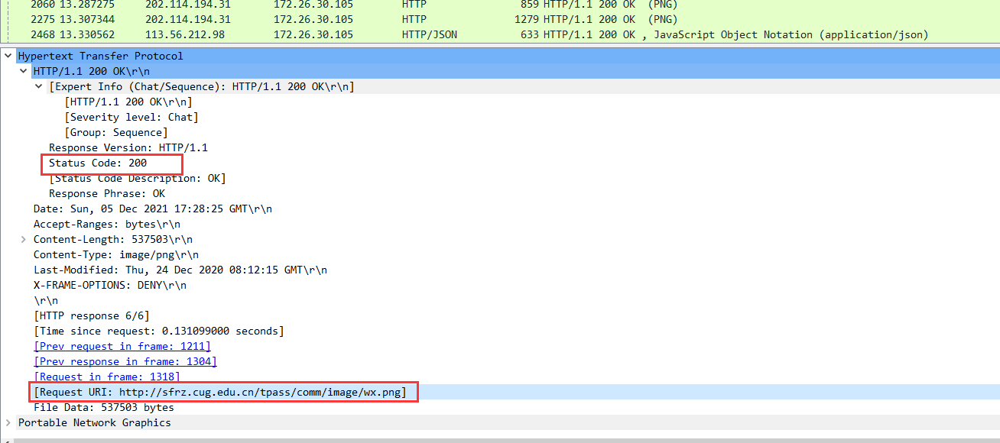 2060 13.287275 202.114.194.31 172.26.30.105 HTTP 859 HTTP/1.1 200 OK (PNG)
2275 13.307344 202.114.194.31 172.26.30.105 HTTP 1279 HTTP/1.1 200 OK (PNG)
2468 13.330562 113.56.212.98 172.26.30.105 HTTP/JSON 633 HTTP/1.1 200 OK , JavaScript Object Notation (application/json)
Hypertext Transfer Protocol
HTTP/1.1 200 OK\r\n
[Expert Info (Chat/Sequence): HTTP/1.1 200 OK\r\n]
[HTTP/1.1 200 OK\r\n]
[Severity level: Chat]
[Group: Sequence]
Response Version: HTTP/1.1
Status Code: 200
[Status Code Description: OK]
Response Phrase: OK
Date: Sun, 05 Dec 2021 17:28:25 GMT\r\n
Accept-Ranges: bytes\r\n
Content-Length: 537503\r\n
Content-Type: image/png\r\n
Last-Modified: Thu, 24 Dec 2020 08:12:15 GMT\r\n
X-FRAME-OPTIONS: DENY\r\n
\r\n
[HTTP response 6/6]
[Time since request: 0.131099000 seconds]
[Prev request in frame: 1211]
[Prev response in frame: 1304]
[Request in frame: 1318]
[Request URI: http://sfrz.cug.edu.cn/tpass/comm/image/wx.png]
File Data: 537503 bytes
Portable Network Graphics